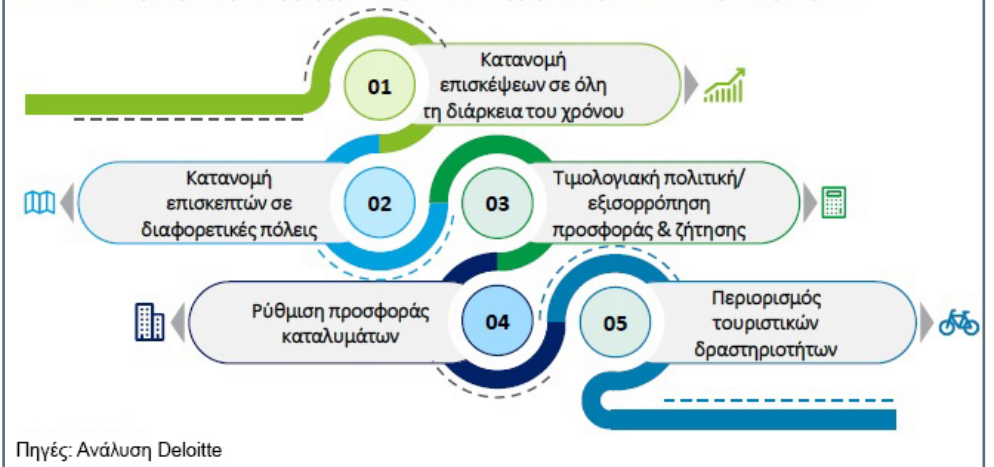 01
Κατανομή
επισκέψεων σε όλη
τη διάρκεια του χρόνου
Κατανομή
επισκεπτών σε
διαφορετικές πόλεις
02
03
Τιμολογιακή πολιτική/
εξισορρόπηση
προσφοράς & ζήτησης
Ρύθμιση προσφοράς
καταλυμάτων
04
05
Περιορισμός
τουριστικών
δραστηριοτήτων
Πηγές: Ανάλυση Deloitte